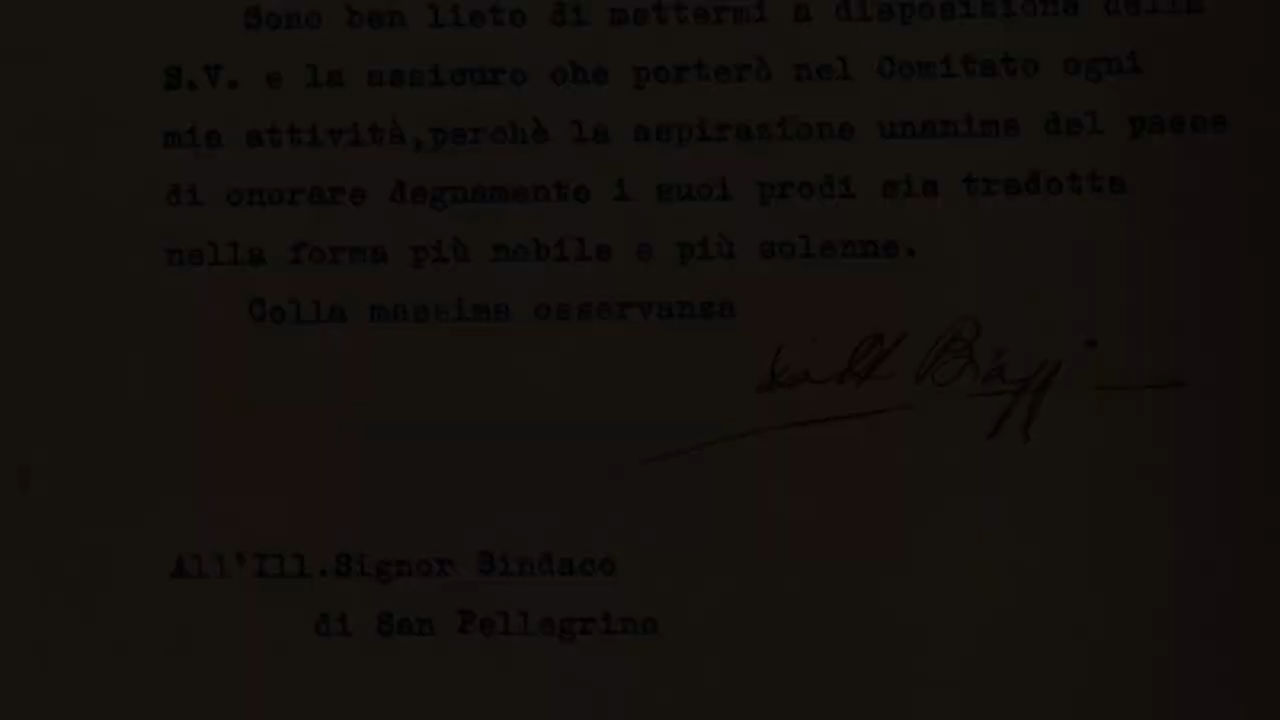 Sono ben lieto di mettermi a disposizione della
S.V. e la assicuro che porterò nel Comitato ogni
mia attività,perchè la aspirazione unanime del paese
di onorare degnamente i suoi prodi sia tradotta
nella forma più nobile e più solenne.
Colla massima osservanza
Biaggi
All'Ill.Signor Sindaco
di San Pellegrino